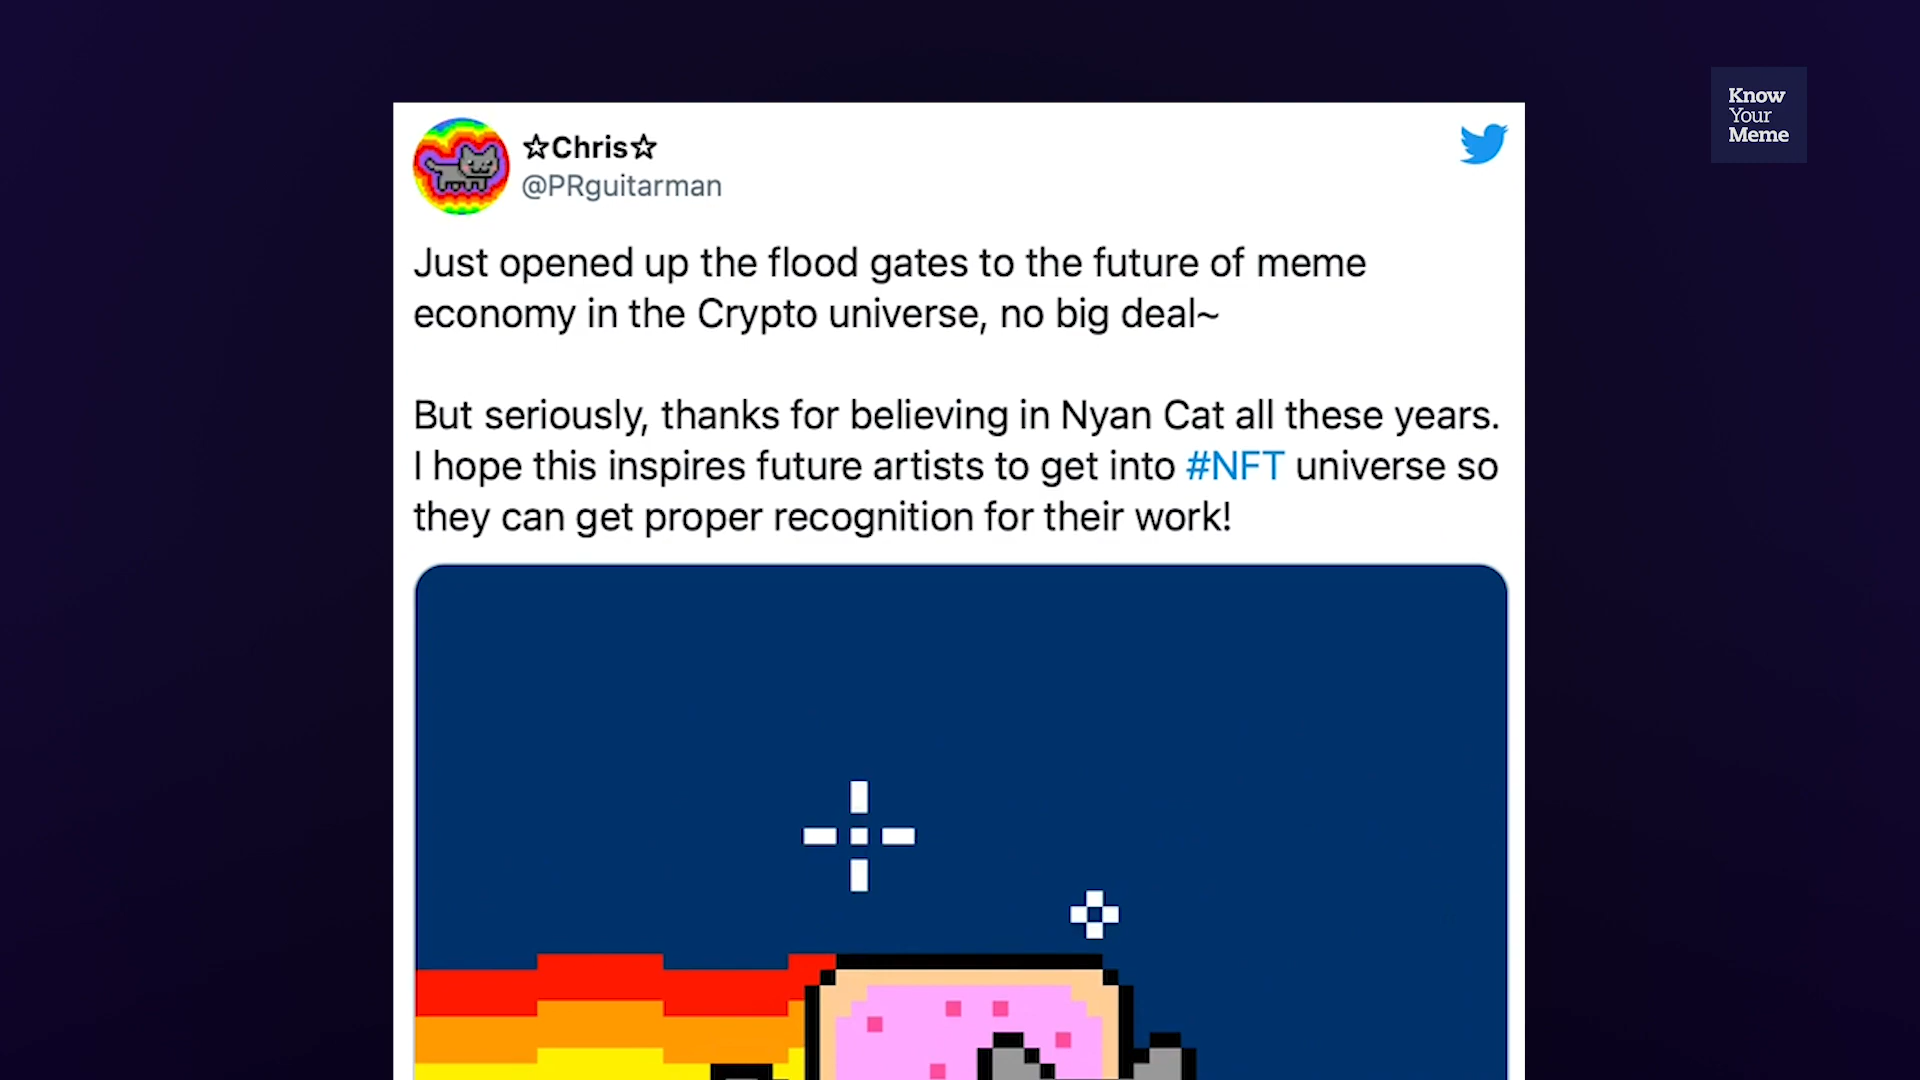 Know
Your
Meme
☆Chris☆
@PRguitarman
Just opened up the flood gates to the future of meme
economy in the Crypto universe, no big deal~
But seriously, thanks for believing in Nyan Cat all these years.
I hope this inspires future artists to get into #NFT universe so
they can get proper recognition for their work!